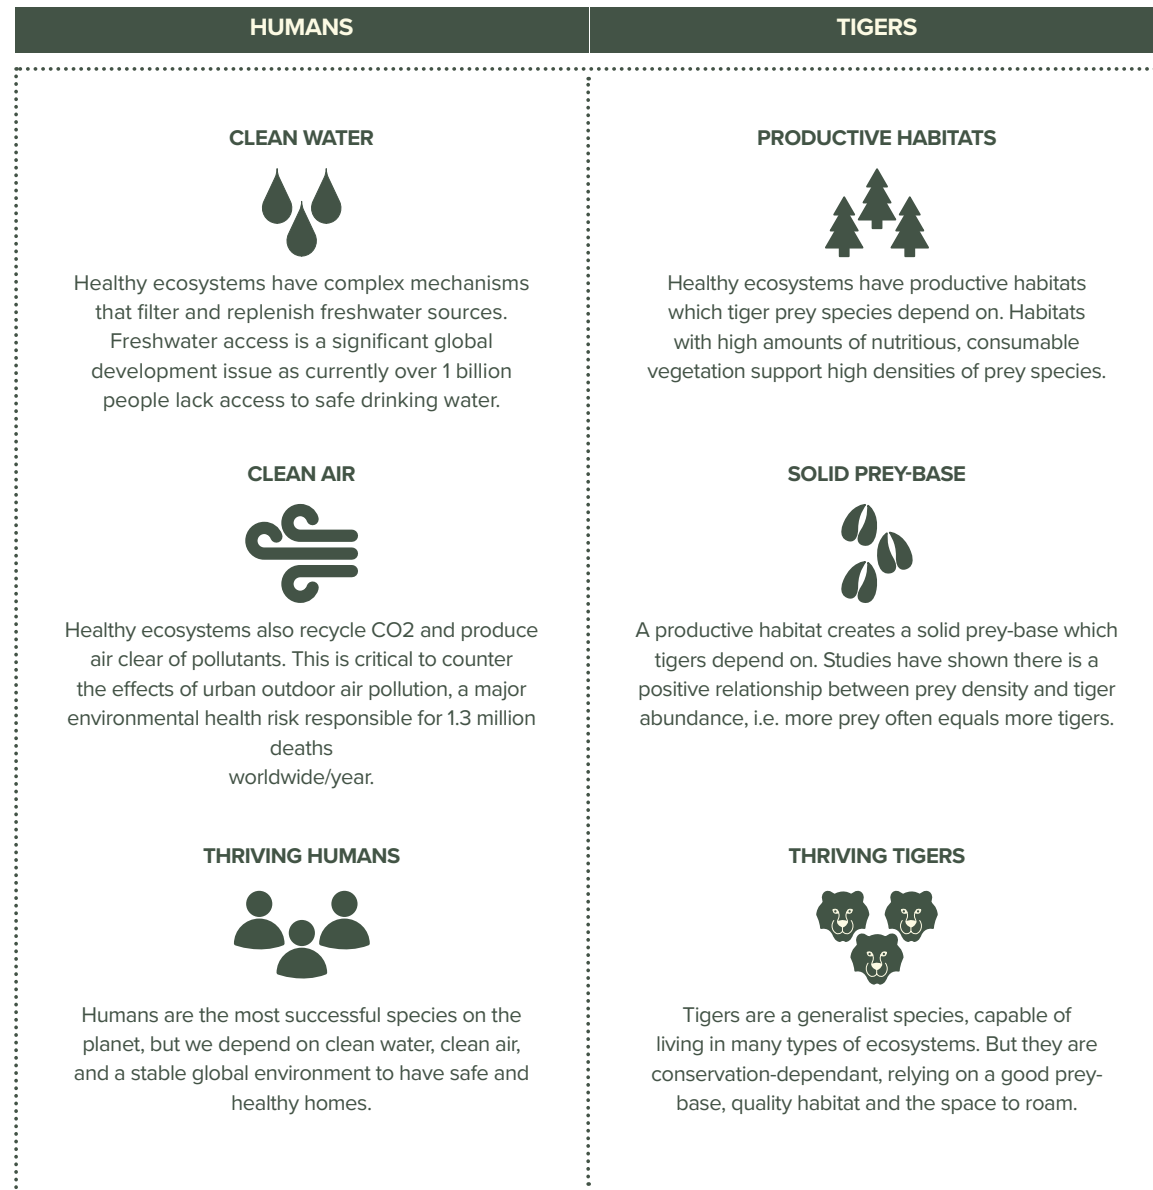 HUMANS
TIGERS
CLEAN WATER
Healthy ecosystems have complex mechanisms
that filter and replenish freshwater sources.
Freshwater access is a significant global
development issue as currently over 1 billion
people lack access to safe drinking water.
CLEAN AIR
Healthy ecosystems also recycle CO2 and produce
air clear of pollutants. This is critical to counter
the effects of urban outdoor air pollution, a major
environmental health risk responsible for 1.3 million
deaths
worldwide/year.
THRIVING HUMANS
Humans are the most successful species on the
planet, but we depend on clean water, clean air,
and a stable global environment to have safe and
healthy homes.
PRODUCTIVE HABITATS
Healthy ecosystems have productive habitats
which tiger prey species depend on. Habitats
with high amounts of nutritious, consumable
vegetation support high densities of prey species.
SOLID PREY-BASE
A productive habitat creates a solid prey-base which
tigers depend on. Studies have shown there is a
positive relationship between prey density and tiger
abundance, i.e. more prey often equals more tigers.
THRIVING TIGERS
Tigers are a generalist species, capable of
living in many types of ecosystems. But they are
conservation-dependant, relying on a good prey-
base, quality habitat and the space to roam.